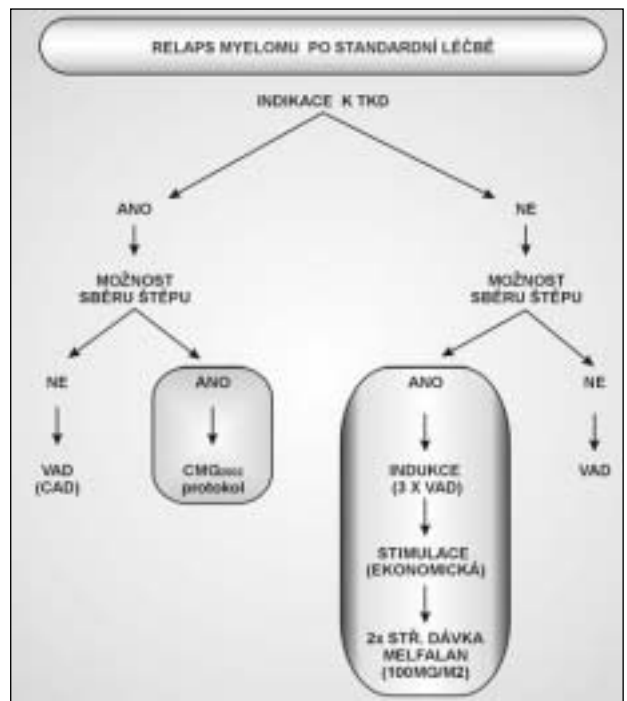 RELAPS MYELOMU PO STANDARDNÍ LÉČBĚ
INDIKACE K TKD
ANO
NE
MOŽNOST
SBĚRU ŠTĚPU
MOŽNOST
SBĚRU ŠTĚPU
NE
ANO
ANO
NE
VAD
(CAD)
CMG
protokol
INDUKCE
(3 X VAD)
VAD
STIMULACE
(EKONOMICKÁ)
2x STŘ. DÁVKA
MELFALAN
(100MG/M2)